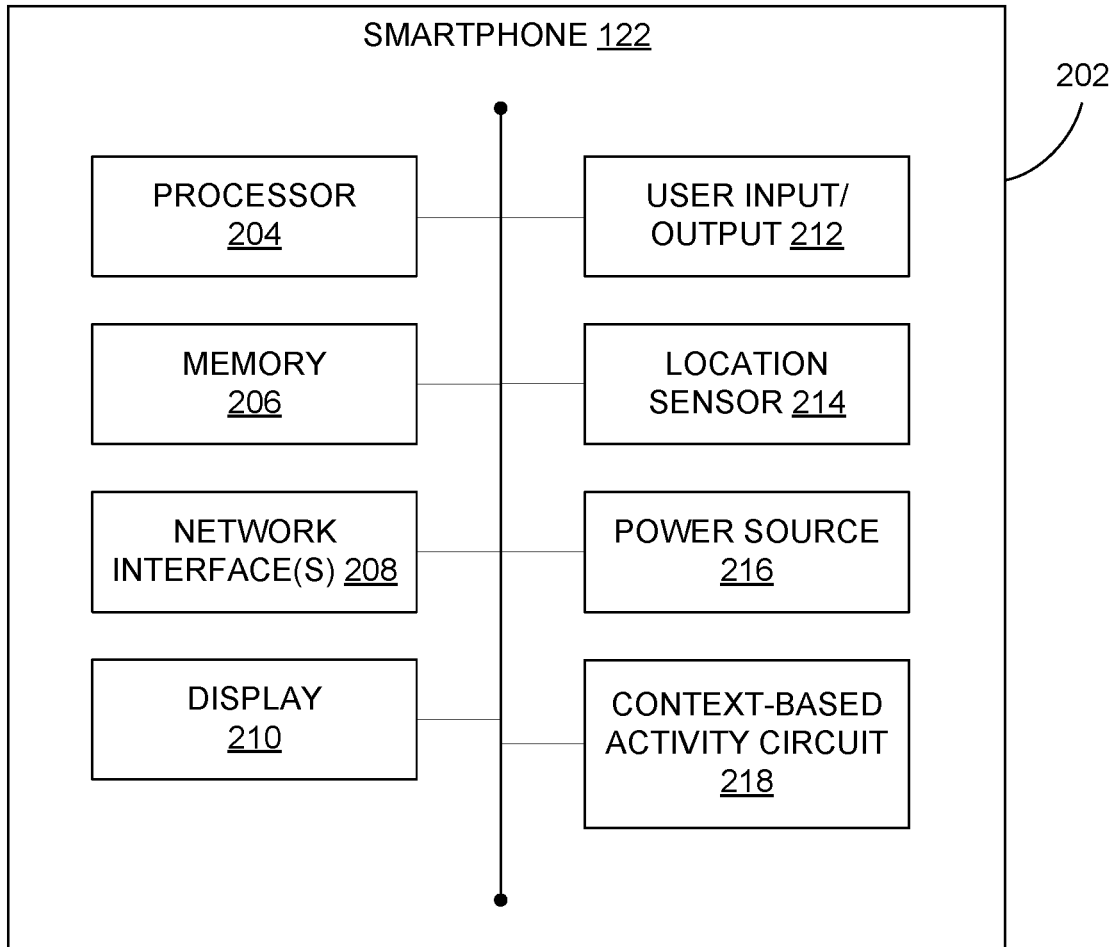 SMARTPHONE 122
202
PROCESSOR
204
USER INPUT/
OUTPUT 212
MEMORY
206
LOCATION
SENSOR 214
NETWORK
INTERFACE(S) 208
POWER SOURCE
216
DISPLAY
210
CONTEXT-BASED
ACTIVITY CIRCUIT
218